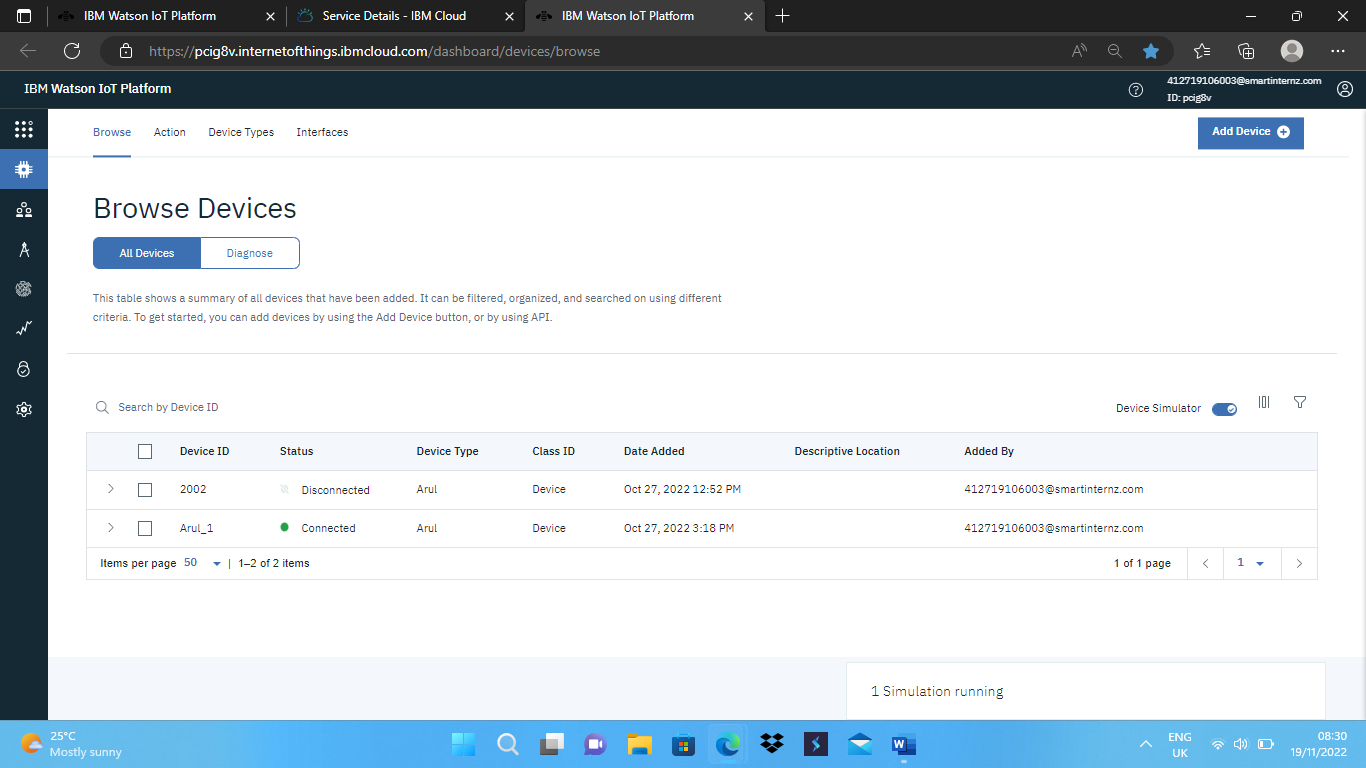 IBM Watson IoT Platform
Service Details - IBM Cloud
IBM Watson IoT Platform
https://pcig8v.internetofthings.ibmcloud.com/dashboard/devices/browse
IBM Watson IoT Platform
412719106003@smartinternz.com
ID: pcig8v
Browse Action Device Types Interfaces
Add Device
Browse Devices
All Devices Diagnose
This table shows a summary of all devices that have been added. It can be filtered, organized, and searched on using different
criteria. To get started, you can add devices by using the Add Device button, or by using API.
Search by Device ID
Device Simulator
Device ID Status Device Type Class ID Date Added Descriptive Location Added By
2002 Disconnected Arul Device Oct 27, 2022 12:52 PM 412719106003@smartinternz.com
Arul_1 Connected Arul Device Oct 27, 2022 3:18 PM 412719106003@smartinternz.com
Items per page 50 | 1–2 of 2 items 1 of 1 page 1
1 Simulation running
25°C
Mostly sunny
ENG
UK
08:30
19/11/2022